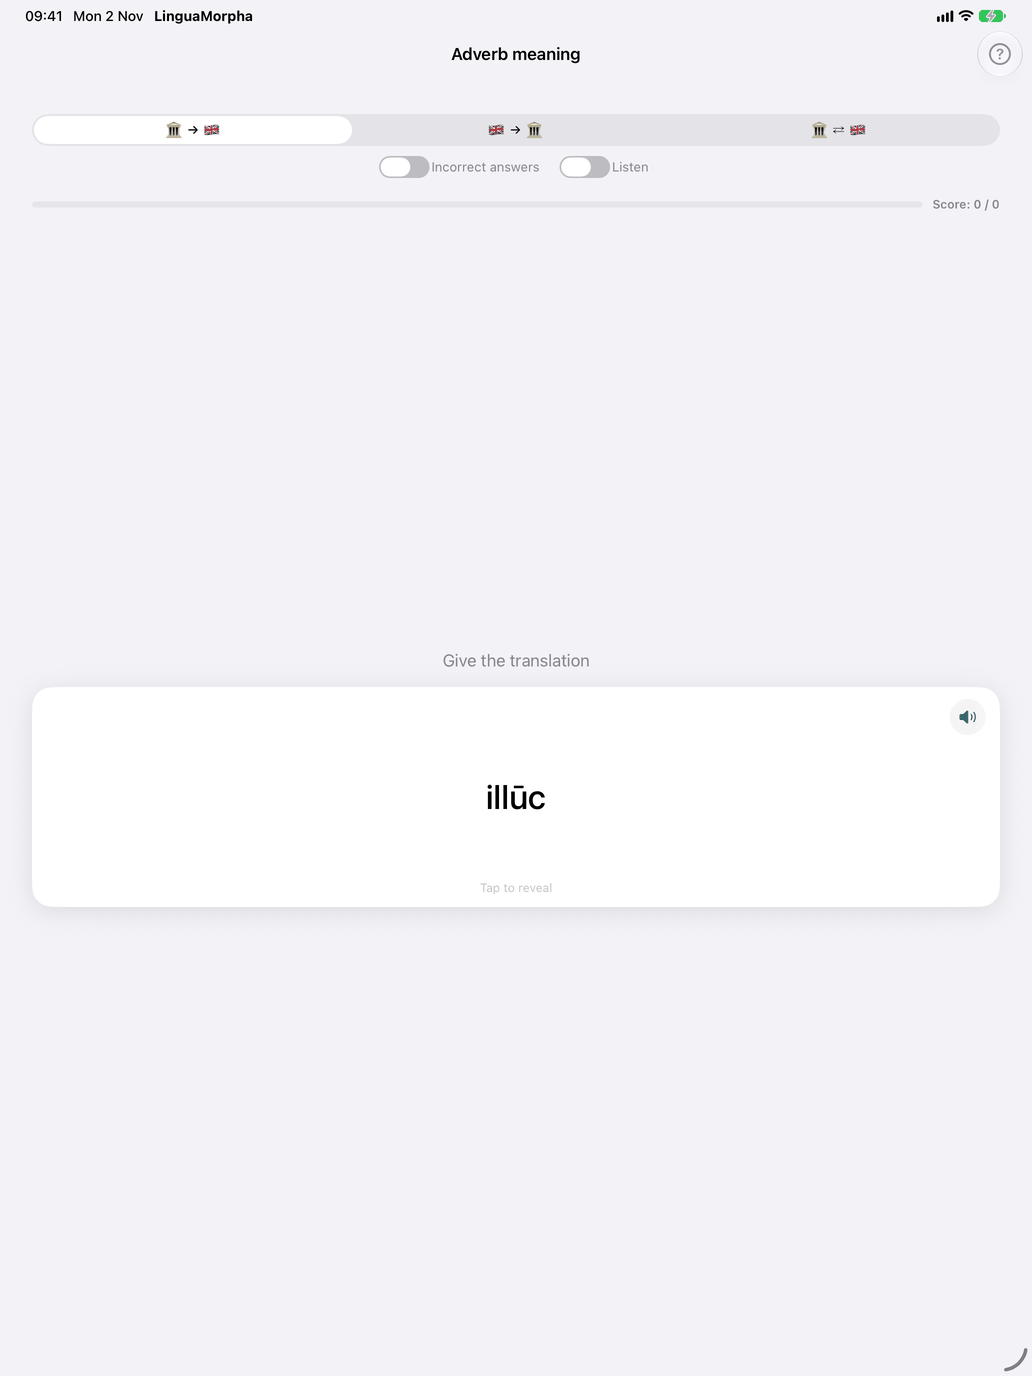 09:41 Mon 2 Nov LinguaMorpha
Adverb meaning
?
🏛️ → 🇬🇧
🇬🇧 → 🏛️
🏛️ ⇄ 🇬🇧
Incorrect answers
Listen
Score: 0 / 0
Give the translation
illūc
Tap to reveal